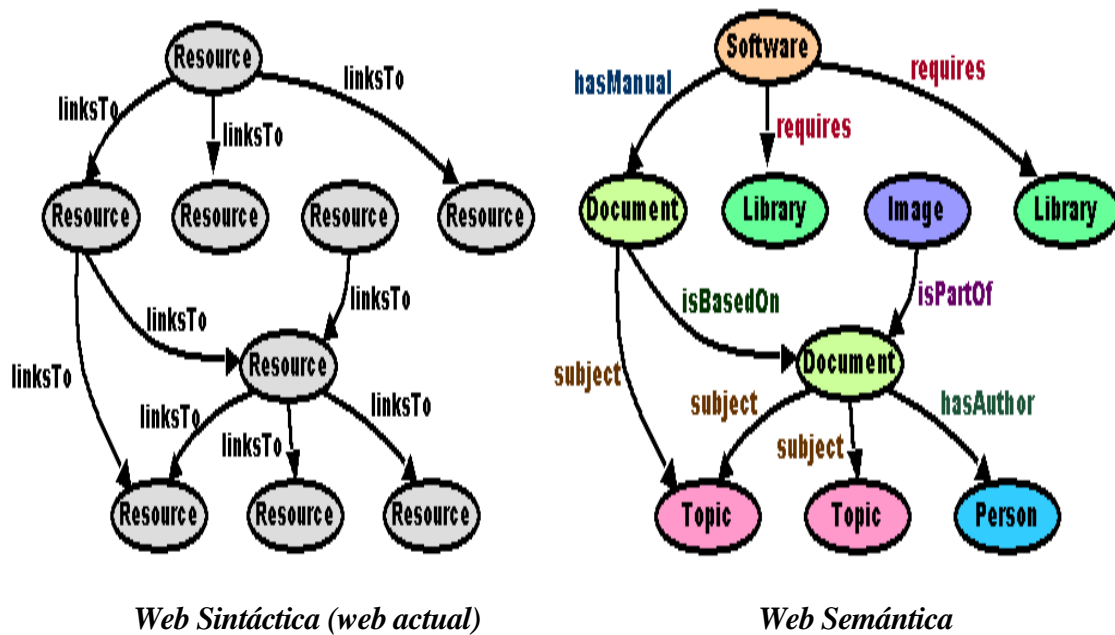 Resource
linksTo
linksTo
linksTo
Resource
Resource
Resource
Resource
linksTo
linksTo
linksTo
Resource
linksTo
linksTo
linksTo
Resource
Resource
Resource
Web Sintáctica (web actual)
Software
hasManual
requires
requires
Document
Library
Image
Library
isBasedOn
isPartOf
subject
Document
subject
subject
hasAuthor
Topic
Topic
Person
Web Semántica